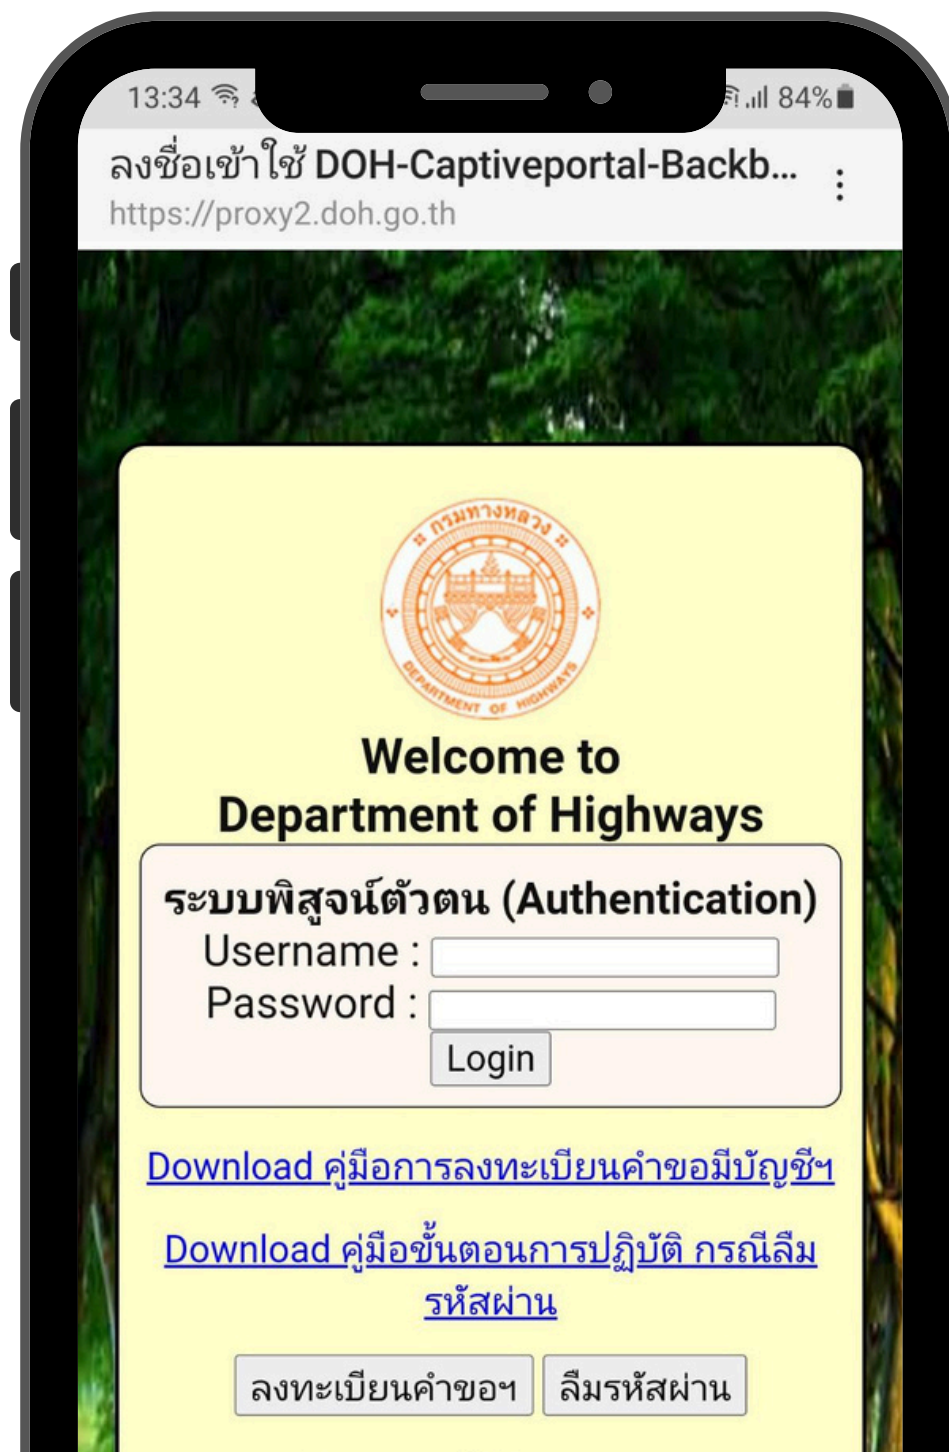 13:34
84%
ลงชื่อเข้าใช้ DOH-Captiveportal-Backb...
https://proxy2.doh.go.th
กรมทางหลวง
DEPARTMENT OF HIGHWAYS
Welcome to
Department of Highways
ระบบพิสูจน์ตัวตน (Authentication)
Username :
Password :
Login
Download คู่มือการลงทะเบียนคำขอมีบัญชีฯ
Download คู่มือขั้นตอนการปฏิบัติ กรณีลืม
รหัสผ่าน
ลงทะเบียนคำขอฯ ลืมรหัสผ่าน